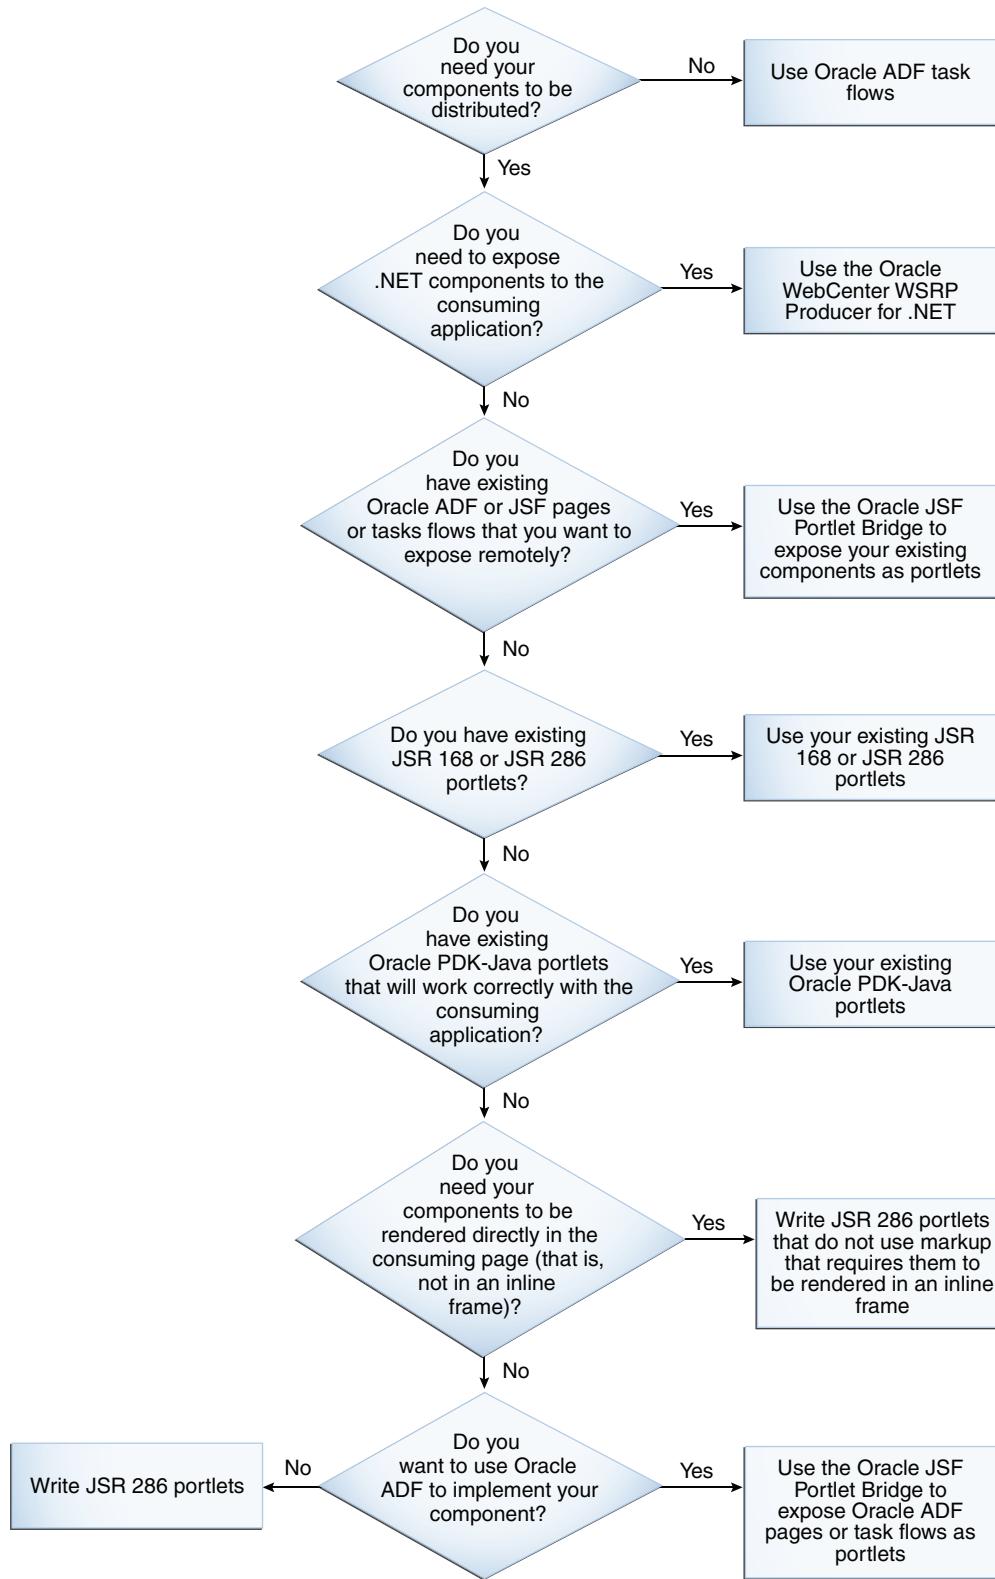 Do you
need your
components to be
distributed?
No
Use Oracle ADF task
flows
Yes
Do you
need to expose
.NET components to the
consuming
application?
Yes
Use the Oracle
WebCenter WSRP
Producer for .NET
No
Do you
have existing
Oracle ADF or JSF pages
or tasks flows that you want to
expose remotely?
Yes
Use the Oracle JSF
Portlet Bridge to
expose your existing
components as portlets
No
Do you have existing
JSR 168 or JSR 286
portlets?
Yes
Use your existing JSR
168 or JSR 286
portlets
No
Do you
have existing
Oracle PDK-Java portlets
that will work correctly with the
consuming
application?
Yes
Use your existing
Oracle PDK-Java
portlets
No
Do you
need your
components to be
rendered directly in the
consuming page (that is,
not in an inline
frame)?
Yes
Write JSR 286 portlets
that do not use markup
that requires them to
be rendered in an inline
frame
No
Do you
want to use Oracle
ADF to implement your
component?
No
Write JSR 286 portlets
Yes
Use the Oracle JSF
Portlet Bridge to
expose Oracle ADF
pages or task flows as
portlets